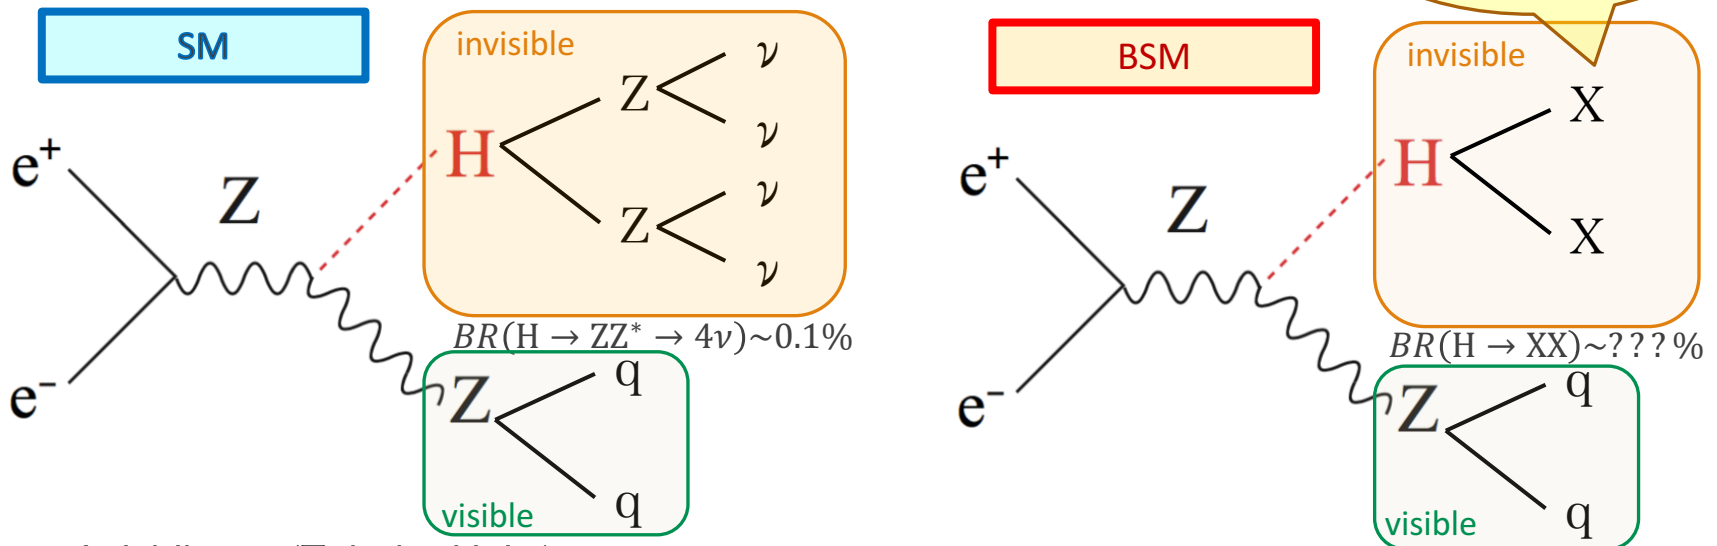 SM
invisible
e⁺
Z
H
Z
ν
ν
Z
ν
ν
BR(H → ZZ* → 4ν)~0.1%
e⁻
Z
q
q
visible
BSM
invisible
e⁺
Z
H
X
X
BR(H → XX)~???%
e⁻
Z
q
q
visible